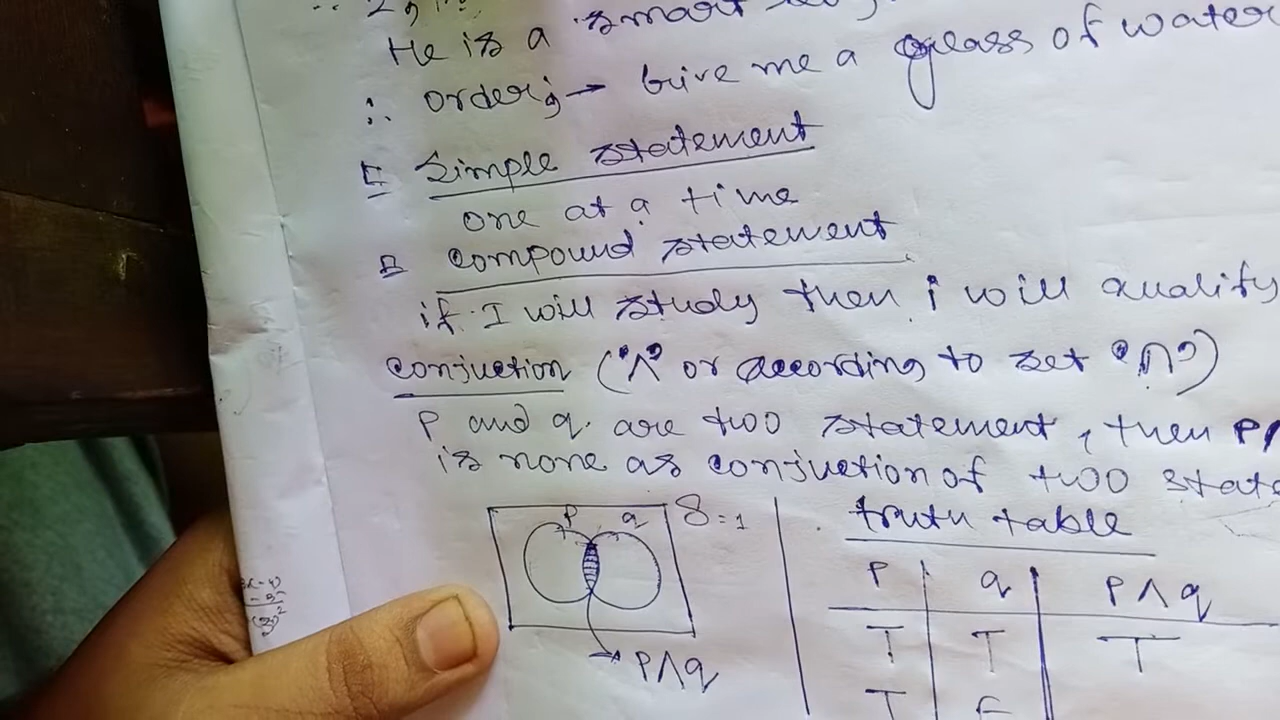 He is a smart
∴ order; → Give me a glass of water
Simple statement
one at a time
compound statement
if I will study then i will qualify
conjuction ('∧' or according to set '∩')
P and q are two statement, then P∧
is none as conjuction of two state
P q S=1
P∧q
truth table
P q P∧q
T T T
T F